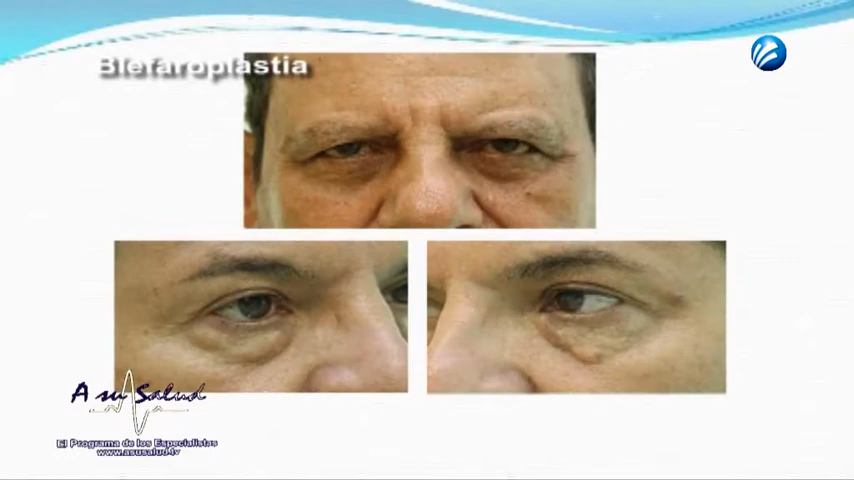 Blefaroplastia
A su Salud
El Programa de los Especialistas
www.asusalud.tv